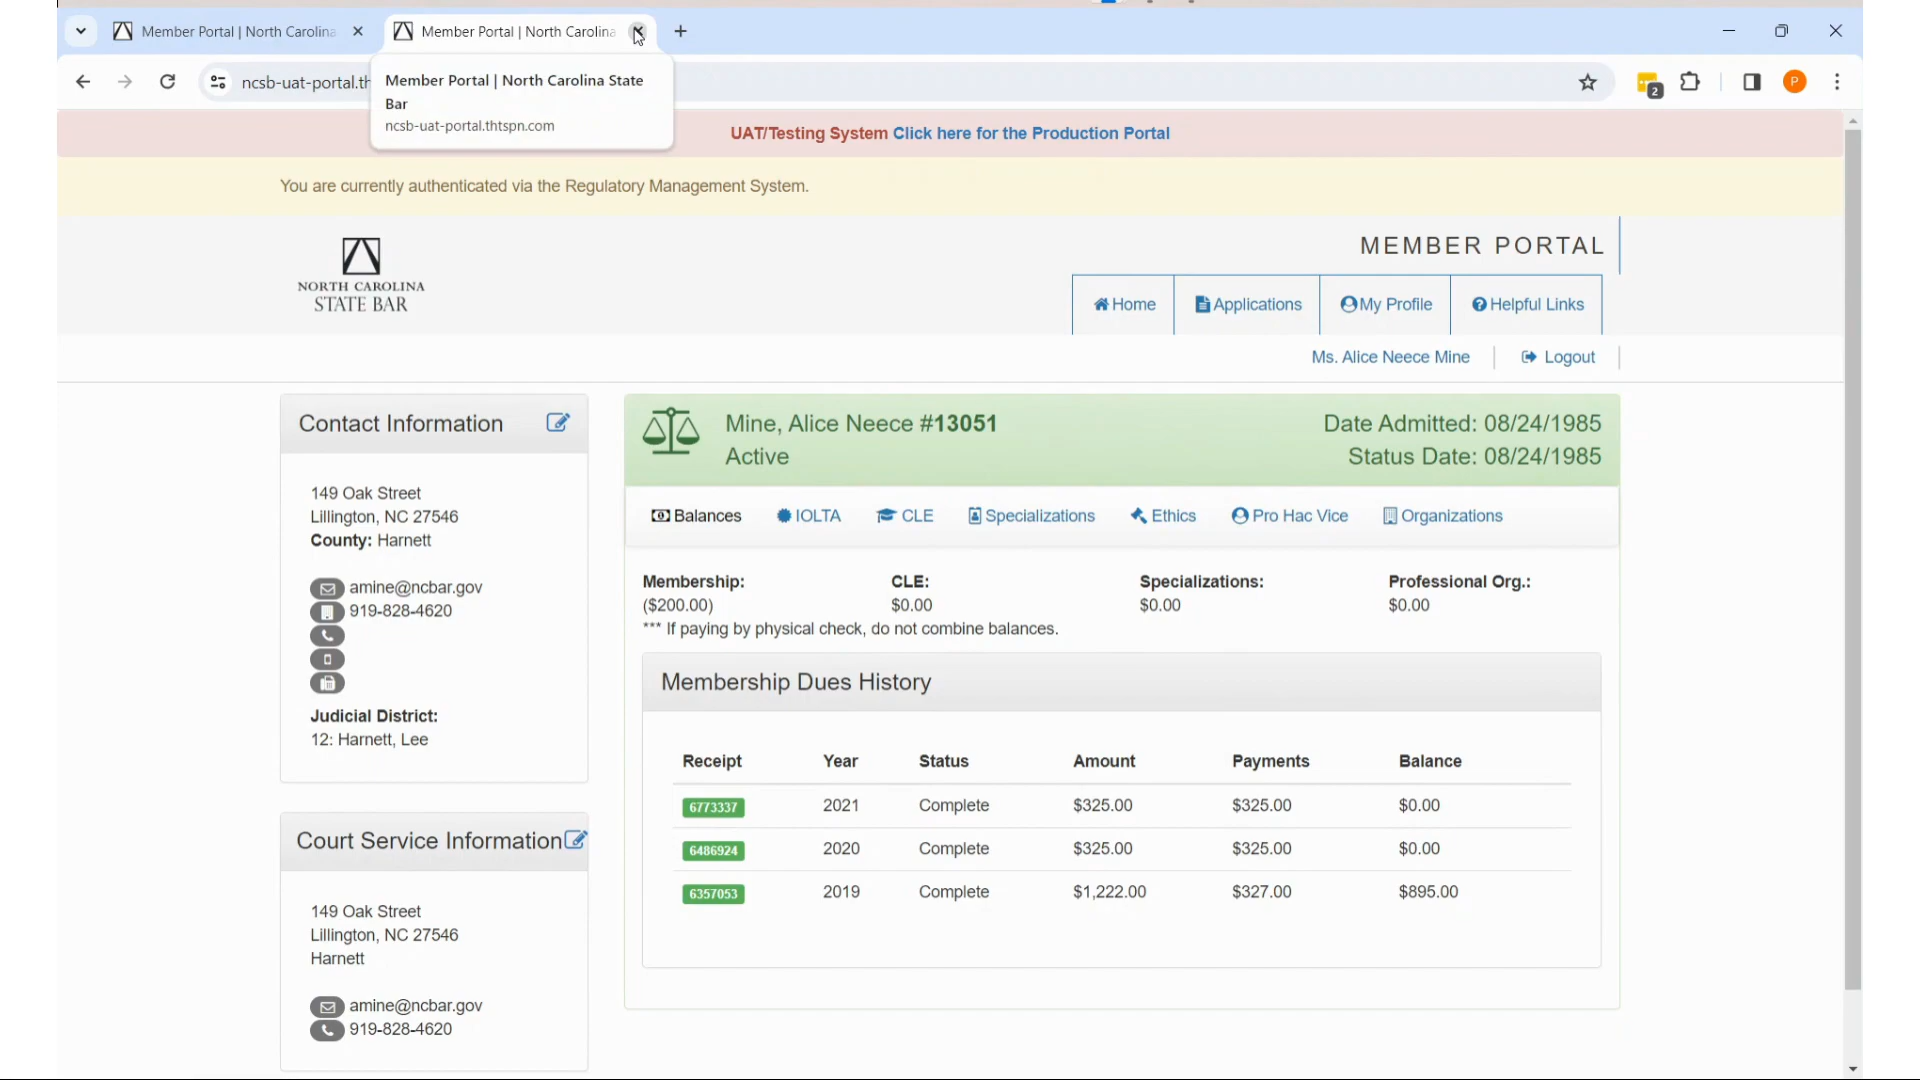 Member Portal | North Carolina
Member Portal | North Carolina
ncsb-uat-portal.th
Member Portal | North Carolina State
Bar
ncsb-uat-portal.thtspn.com
2
P
UAT/Testing System Click here for the Production Portal
You are currently authenticated via the Regulatory Management System.
NORTH CAROLINA
STATE BAR
MEMBER PORTAL
Home Applications My Profile Helpful Links
Ms. Alice Neece Mine Logout
Contact Information
149 Oak Street
Lillington, NC 27546
County: Harnett
amine@ncbar.gov
919-828-4620
Judicial District:
12: Harnett, Lee
Court Service Information
149 Oak Street
Lillington, NC 27546
Harnett
amine@ncbar.gov
919-828-4620
Mine, Alice Neece #13051
Active
Date Admitted: 08/24/1985
Status Date: 08/24/1985
Balances IOLTA CLE Specializations Ethics Pro Hac Vice Organizations
Membership: CLE: Specializations: Professional Org.:
($200.00) $0.00 $0.00 $0.00
*** If paying by physical check, do not combine balances.
Membership Dues History
Receipt Year Status Amount Payments Balance
6773337 2021 Complete $325.00 $325.00 $0.00
6486924 2020 Complete $325.00 $325.00 $0.00
6357053 2019 Complete $1,222.00 $327.00 $895.00